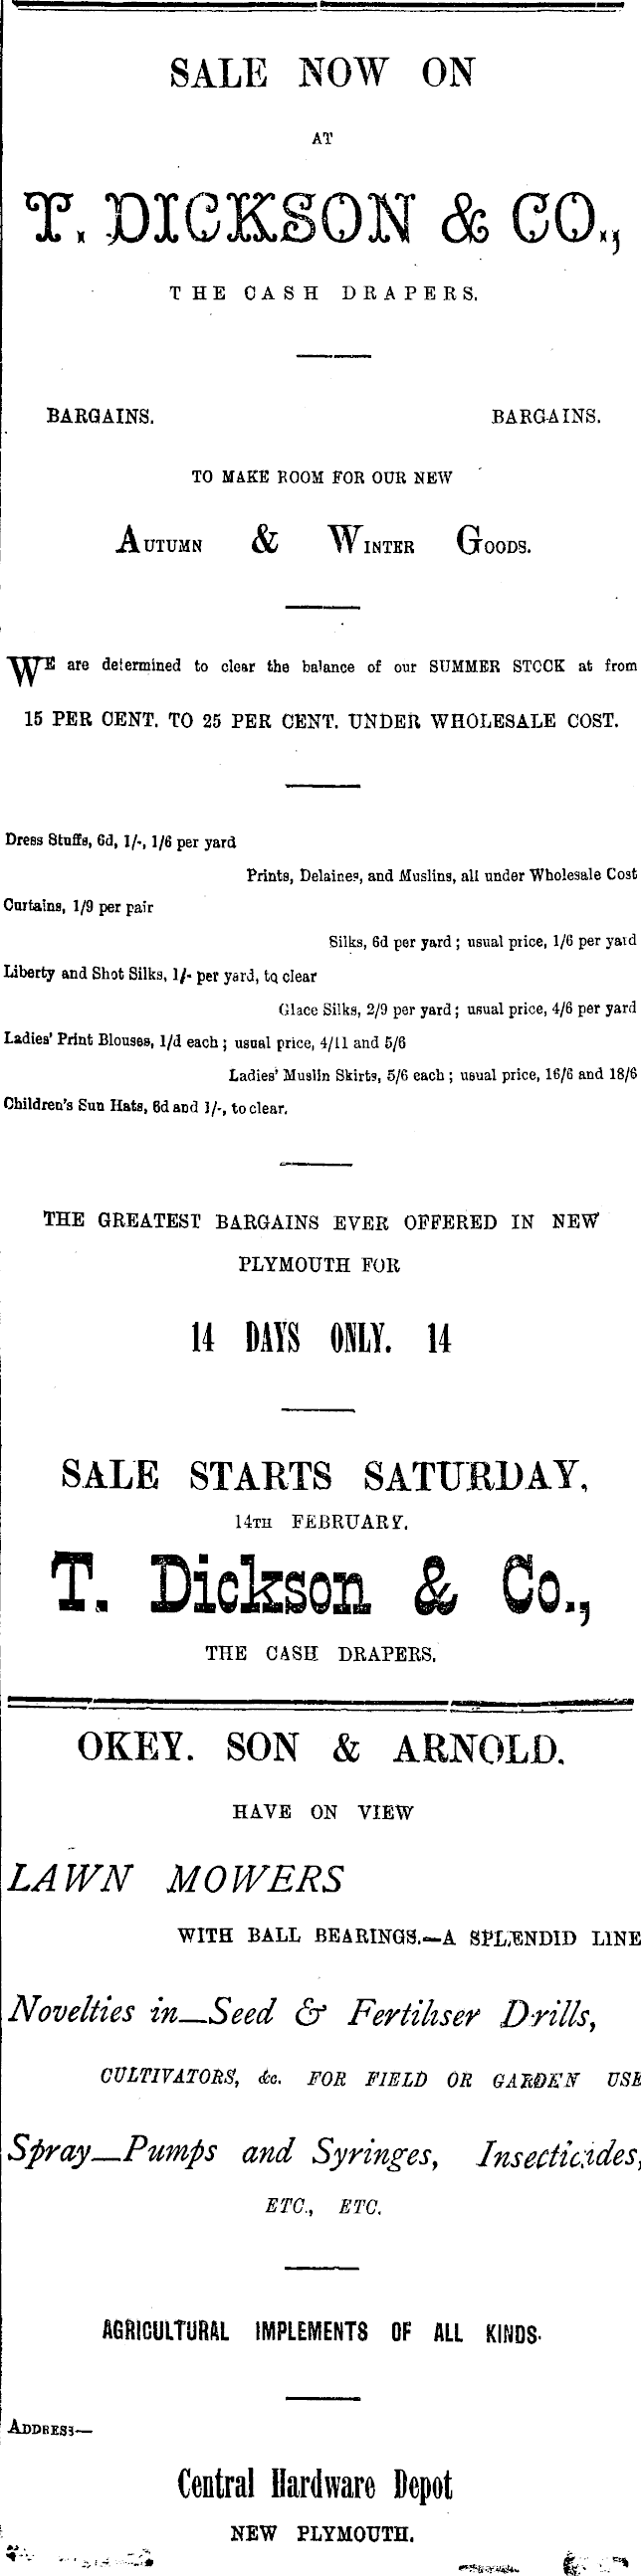 SALE NOW ON
AT
T. DICKSON & CO.,
THE CASH DRAPERS.
BARGAINS. BARGAINS.
TO MAKE ROOM FOR OUR NEW
AUTUMN & WINTER GOODS.
WE are determined to clear the balance of our SUMMER STOCK at from
15 PER CENT. TO 25 PER CENT. UNDER WHOLESALE COST.
Dress Stuffs, 6d, 1/-, 1/6 per yard
Prints, Delaines, and Muslins, all under Wholesale Cost
Curtains, 1/9 per pair
Silks, 6d per yard; usual price, 1/6 per yard
Liberty and Shot Silks, 1/- per yard, to clear
Glace Silks, 2/9 per yard; usual price, 4/6 per yard
Ladies' Print Blouses, 1/d each; usual price, 4/11 and 5/6
Ladies' Muslin Skirts, 5/6 each; usual price, 16/6 and 18/6
Children's Sun Hats, 6d and 1/-, to clear.
THE GREATEST BARGAINS EVER OFFERED IN NEW
PLYMOUTH FOR
14 DAYS ONLY. 14
SALE STARTS SATURDAY,
14TH FEBRUARY.
T. Dickson & Co.,
THE CASH DRAPERS.
OKEY. SON & ARNOLD.
HAVE ON VIEW
LAWN MOWERS
WITH BALL BEARINGS.—A SPLENDID LINE
Novelties in—Seed & Fertiliser Drills,
CULTIVATORS, &c. FOR FIELD OR GARDEN USE
Spray—Pumps and Syringes, Insecticides,
ETC., ETC.
AGRICULTURAL IMPLEMENTS OF ALL KINDS.
ADDRESS—
Central Hardware Depot
NEW PLYMOUTH.